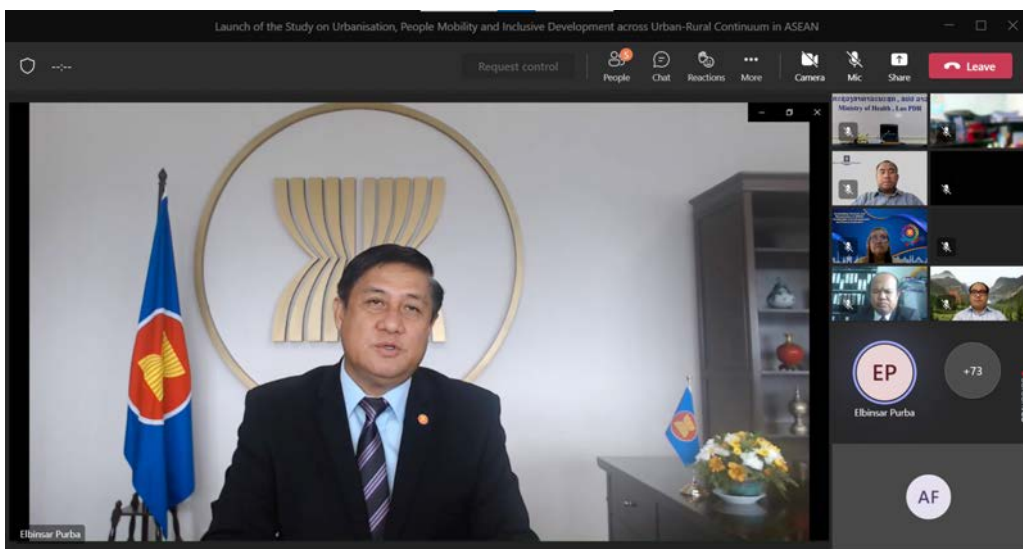 Launch of the Study on Urbanisation, People Mobility and Inclusive Development across Urban-Rural Continuum in ASEAN
--:--
Request control
5
People
Chat
Reactions
More
Camera
Mic
Share
Leave
Ministry of Health, Lao PDR
EP
+73
Elbinsar Purba
AF
Elbinsar Purba